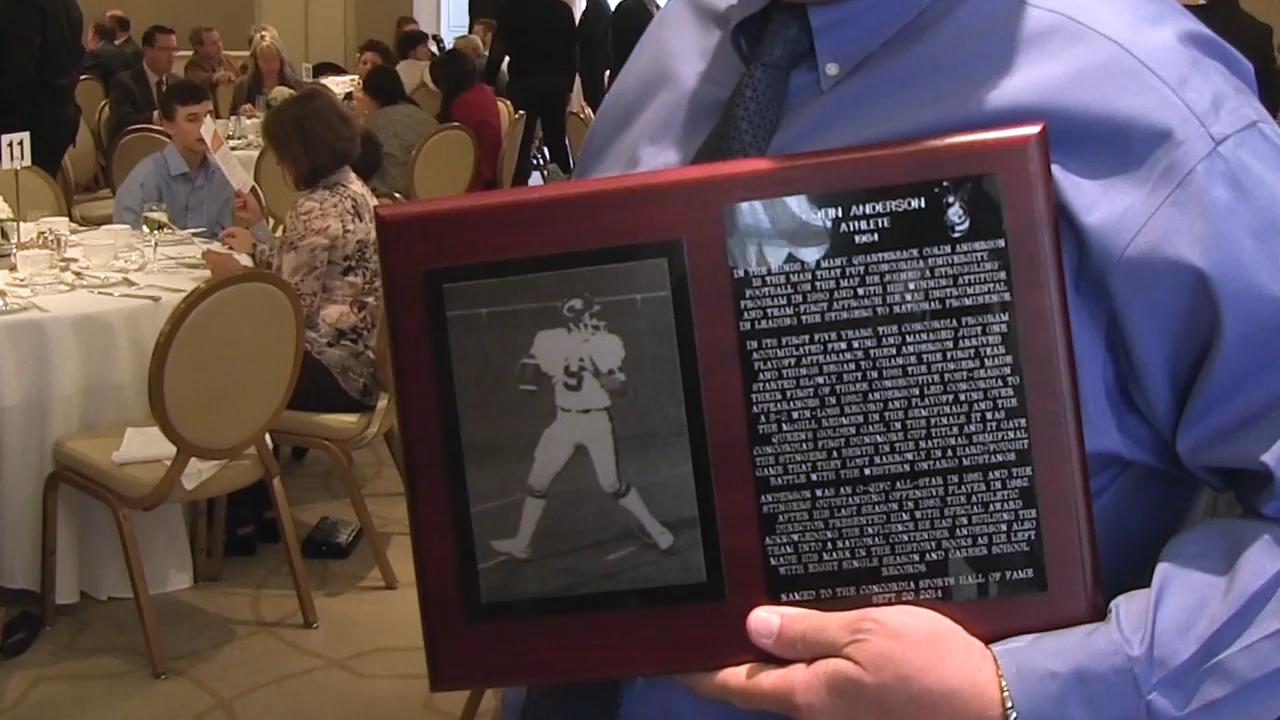 11
ANDERSON
ATHLETE
1984
IN THE MINDS OF MANY, QUARTERBACK COLIN ANDERSON
IS THE MAN THAT PUT CONCORDIA UNIVERSITY
FOOTBALL ON THE MAP. HE JOINED A STRUGGLING
PROGRAM IN 1980 AND WITH HIS WINNING ATTITUDE
AND TEAM-FIRST APPROACH HE WAS INSTRUMENTAL
IN LEADING THE STINGERS TO NATIONAL PROMINENCE
IN ITS FIRST FIVE YEARS THE CONCORDIA PROGRAM
ACCUMULATED FEW WINS AND MANAGED JUST ONE
PLAYOFF APPEARANCE. THEN ANDERSON ARRIVED
AND THINGS BEGAN TO CHANGE. THE FIRST YEAR
STARTED SLOWLY, BUT IN 1981 THE STINGERS MADE
THEIR FIRST OF THREE CONSECUTIVE POST-SEASON
APPEARANCES. IN 1982 ANDERSON LED CONCORDIA TO
A WIN-LOSS RECORD AND PLAYOFF WINS OVER
THE McGILL REDMEN IN THE SEMIFINALS AND THE
QUEEN'S GOLDEN GAEL IN THE FINALS. IT WAS
CONCORDIA'S FIRST DUNSMORE CUP TITLE, AND IT GAVE
THE STINGERS A BERTH IN THE NATIONAL SEMIFINAL
GAME THAT THEY LOST NARROWLY IN A HARD-FOUGHT
BATTLE WITH THE WESTERN ONTARIO MUSTANGS.
ANDERSON WAS AN O-QIFC ALL-STAR IN 1981 AND THE
STINGERS OUTSTANDING OFFENSIVE PLAYER IN 1982.
AFTER HIS LAST SEASON IN 1983, THE ATHLETIC
DIRECTOR PRESENTED HIM WITH SPECIAL AWARD
ACKNOWLEDGING THE INFLUENCE HE HAS ON BUILDING THE
TEAM INTO A NATIONAL CONTENDER. ANDERSON ALSO
MADE HIS MARK IN THE HISTORY BOOKS AS HE LEFT
WITH EIGHT SINGLE SEASON AND CAREER SCHOOL
RECORDS
NAMED TO THE CONCORDIA SPORTS HALL OF FAME
SEPT. 20, 2014
9